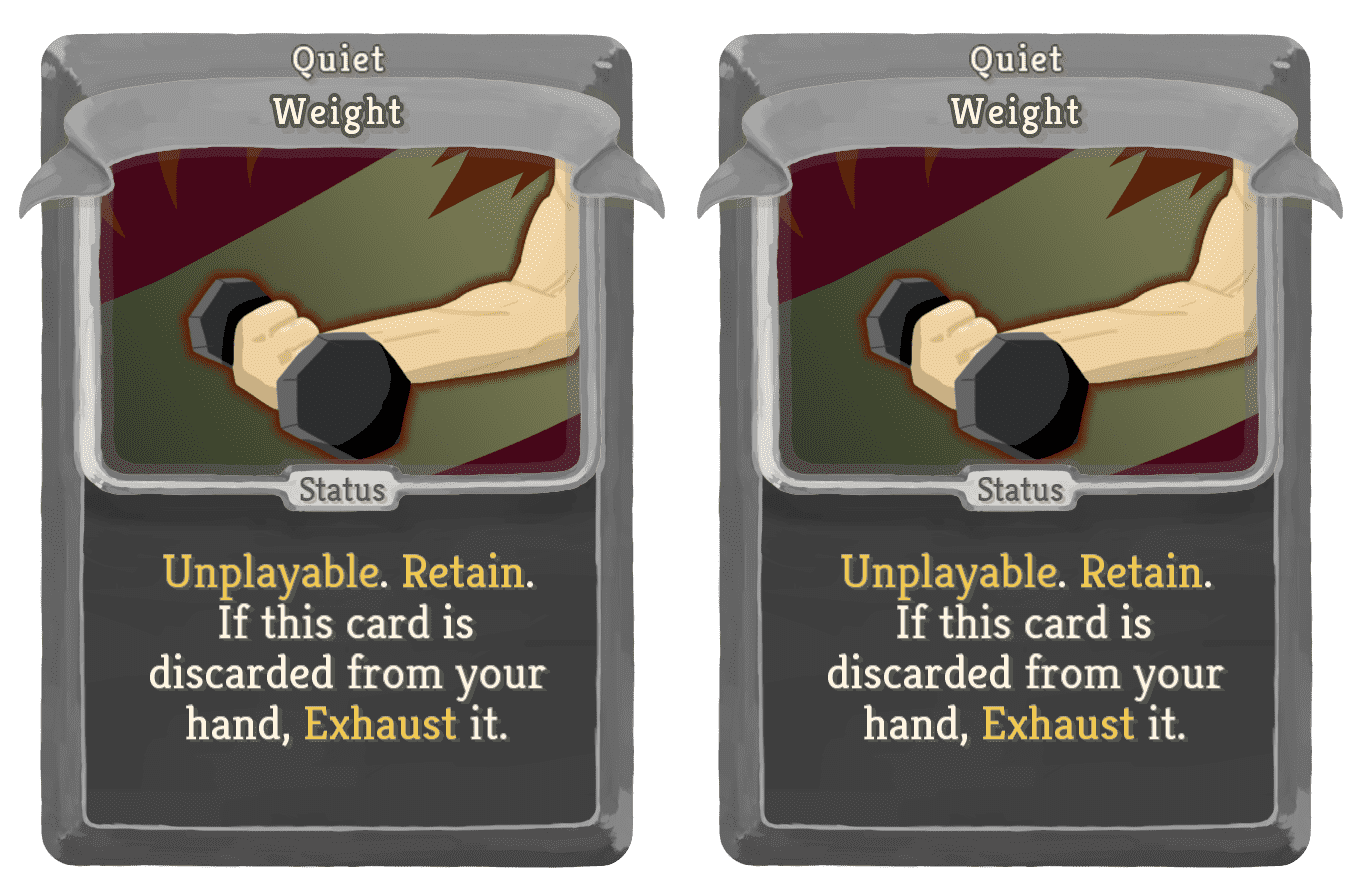 Quiet
Weight
Status
Unplayable. Retain.
If this card is
discarded from your
hand, Exhaust it.
Quiet
Weight
Status
Unplayable. Retain.
If this card is
discarded from your
hand, Exhaust it.